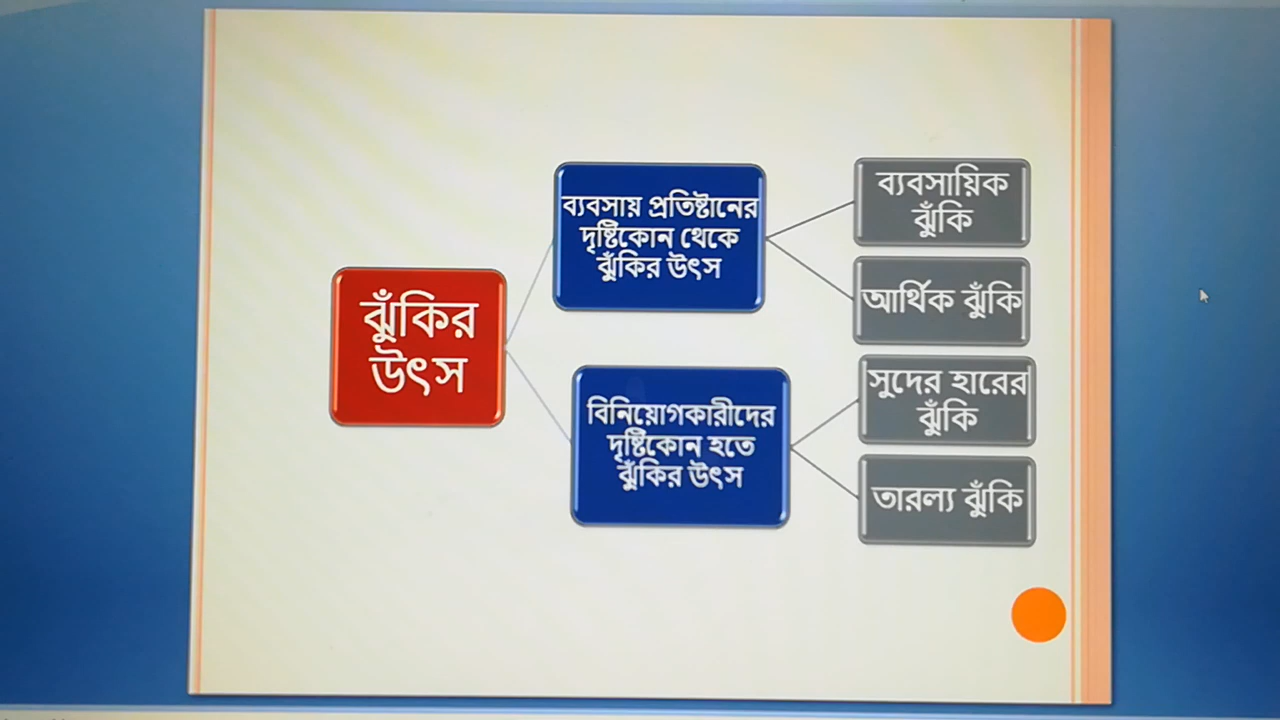 ঝুঁকির
উৎস
ব্যবসায় প্রতিষ্টানের
দৃষ্টিকোন থেকে
ঝুঁকির উৎস
ব্যবসায়িক
ঝুঁকি
আর্থিক ঝুঁকি
বিনিয়োগকারীদের
দৃষ্টিকোন হতে
ঝুঁকির উৎস
সুদের হারের
ঝুঁকি
তারল্য ঝুঁকি